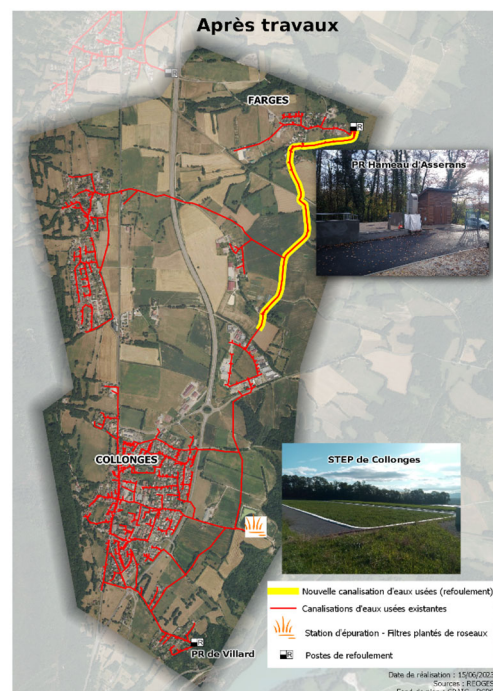 Après travaux
R
FARGES
R
PR Hameau d'Asserans
COLLONGES
STEP de Collonges
PR de Villard
R
Nouvelle canalisation d'eaux usées (refoulement)
Canalisations d'eaux usées existantes
Station d'épuration - Filtres plantés de roseaux
R
Postes de refoulement
Date de réalisation : 15/06/2023
Sources : REOGES